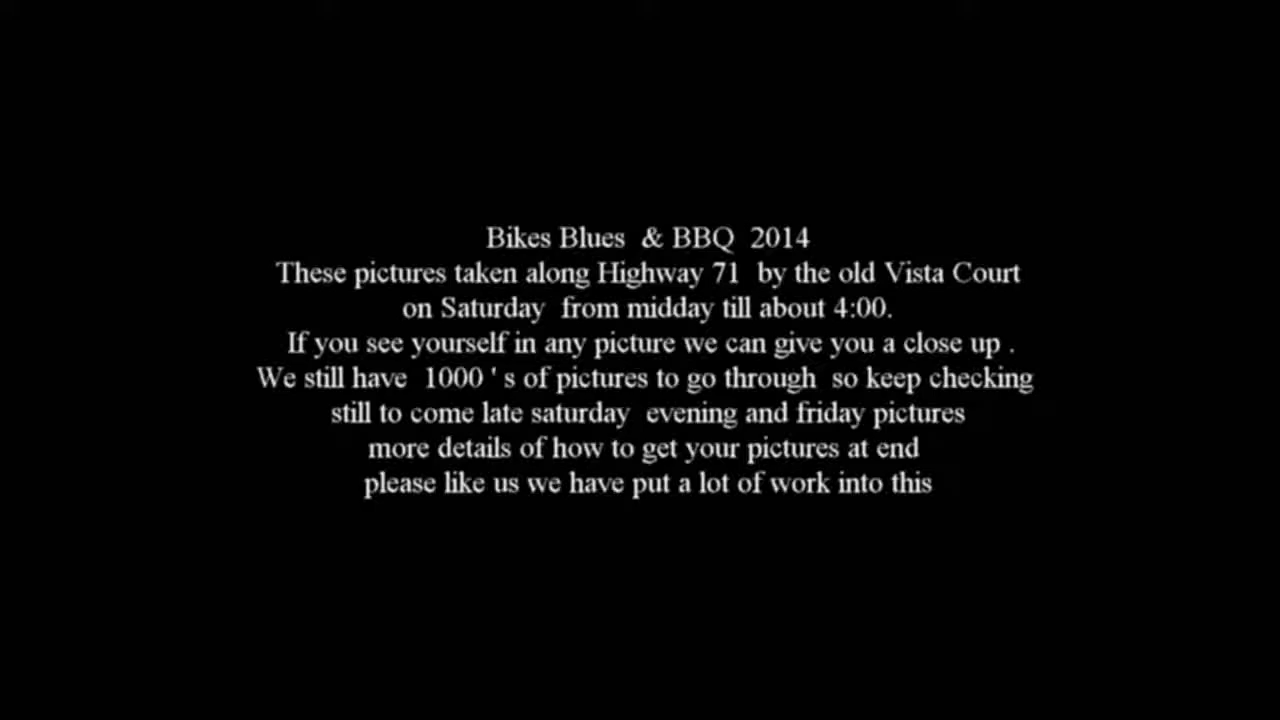 Bikes Blues & BBQ 2014
These pictures taken along Highway 71 by the old Vista Court
on Saturday from midday till about 4:00.
If you see yourself in any picture we can give you a close up .
We still have 1000 ' s of pictures to go through so keep checking
still to come late saturday evening and friday pictures
more details of how to get your pictures at end
please like us we have put a lot of work into this